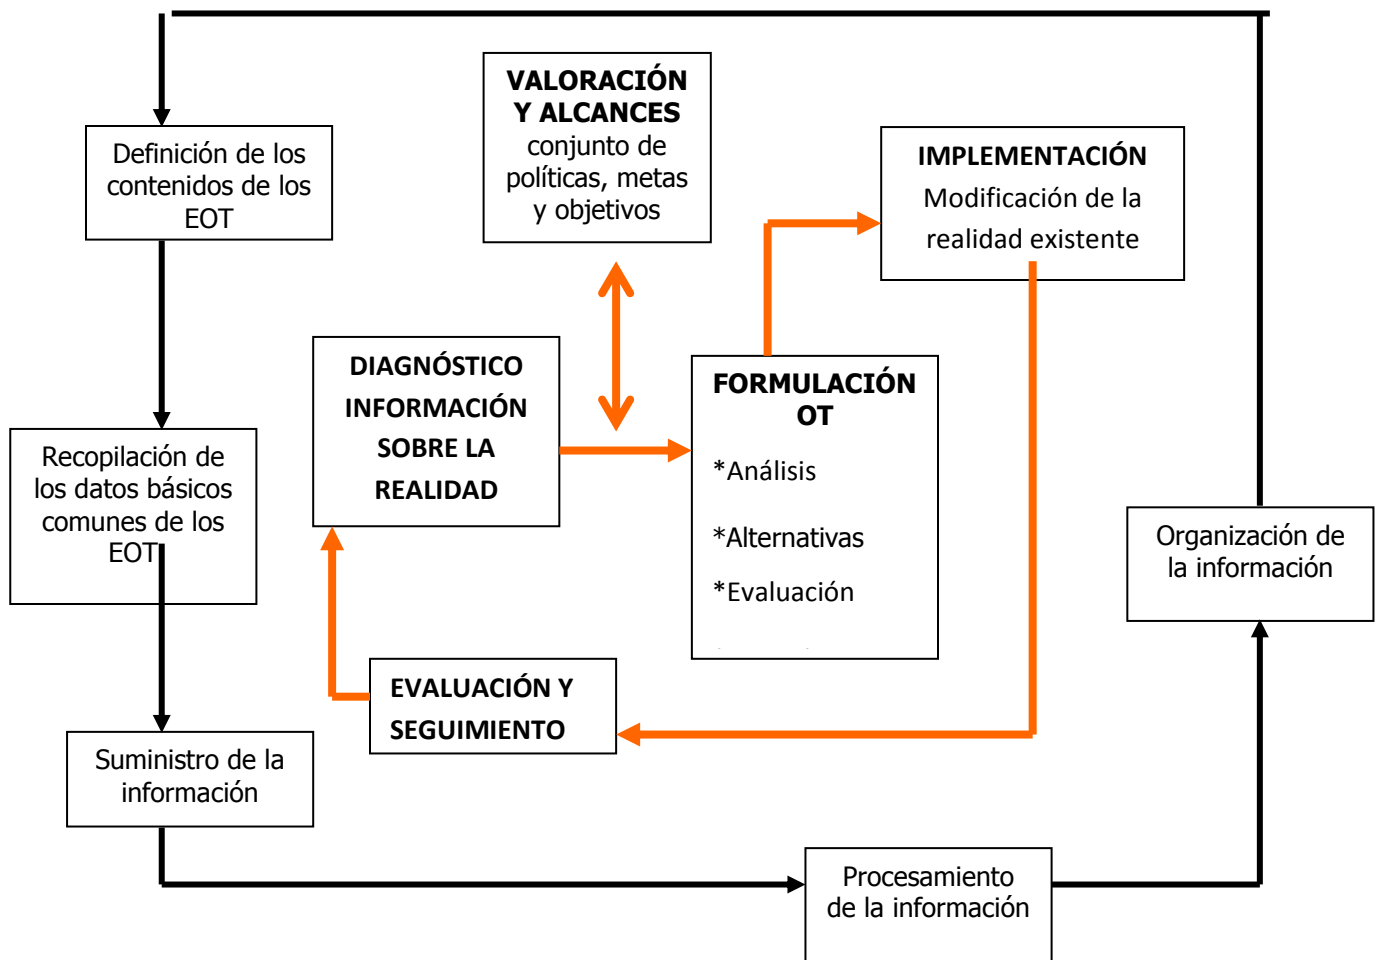 VALORACIÓN
Y ALCANCES
conjunto de
políticas, metas
y objetivos
Definición de los
contenidos de los
EOT
IMPLEMENTACIÓN
Modificación de la
realidad existente
DIAGNÓSTICO
INFORMACIÓN
SOBRE LA
REALIDAD
FORMULACIÓN
OT
*Análisis
*Alternativas
*Evaluación
Recopilación de
los datos básicos
comunes de los
EOT
Organización de
la información
EVALUACIÓN Y
SEGUIMIENTO
Suministro de la
información
Procesamiento
de la información